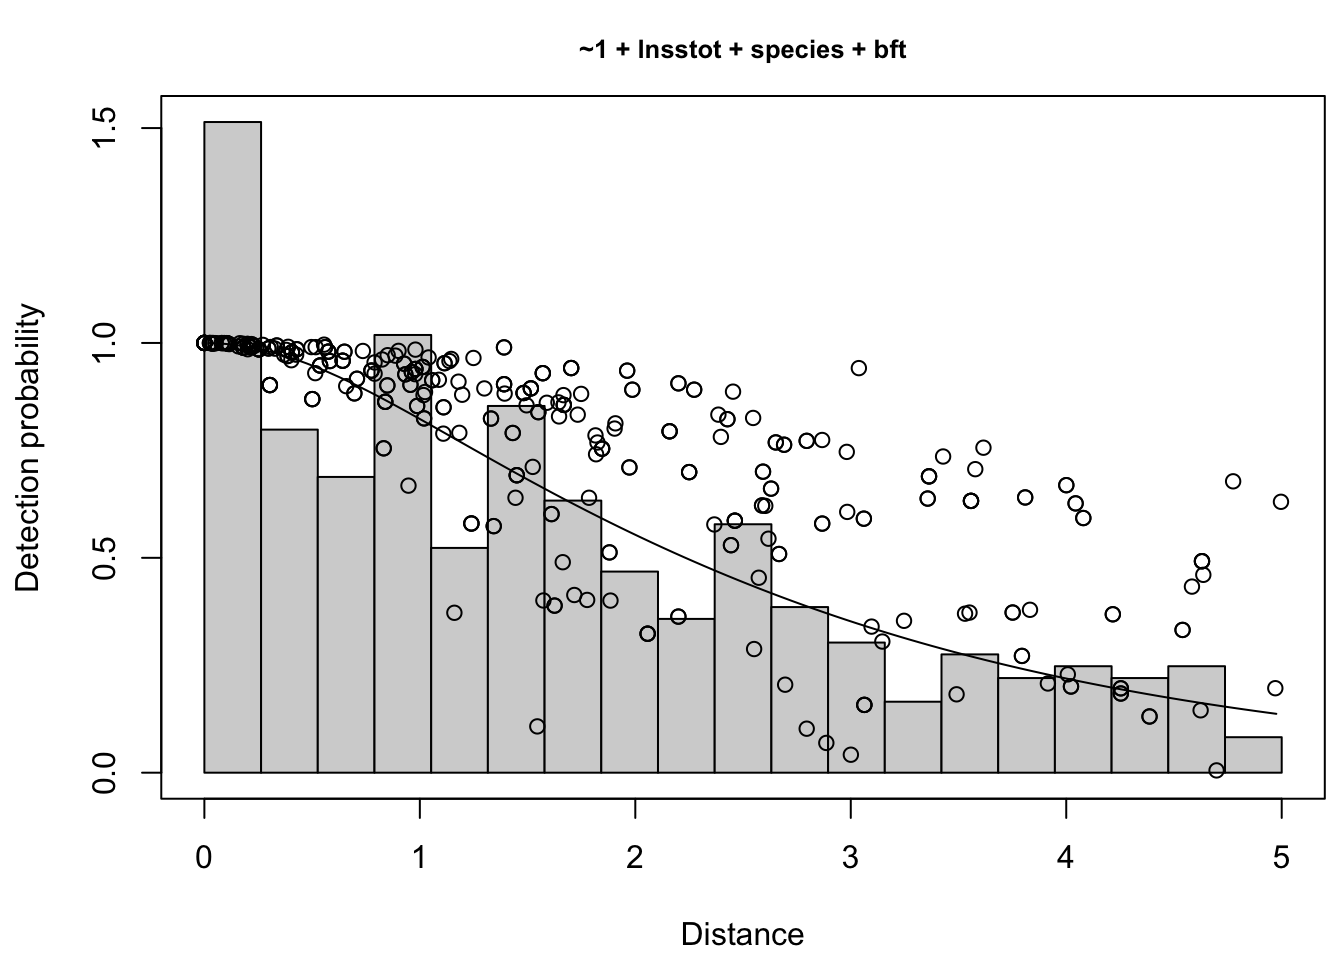 ~1 + lnsstot + species + bft
Detection probability
1.5
1.0
0.5
0.0
0 1 2 3 4 5
Distance